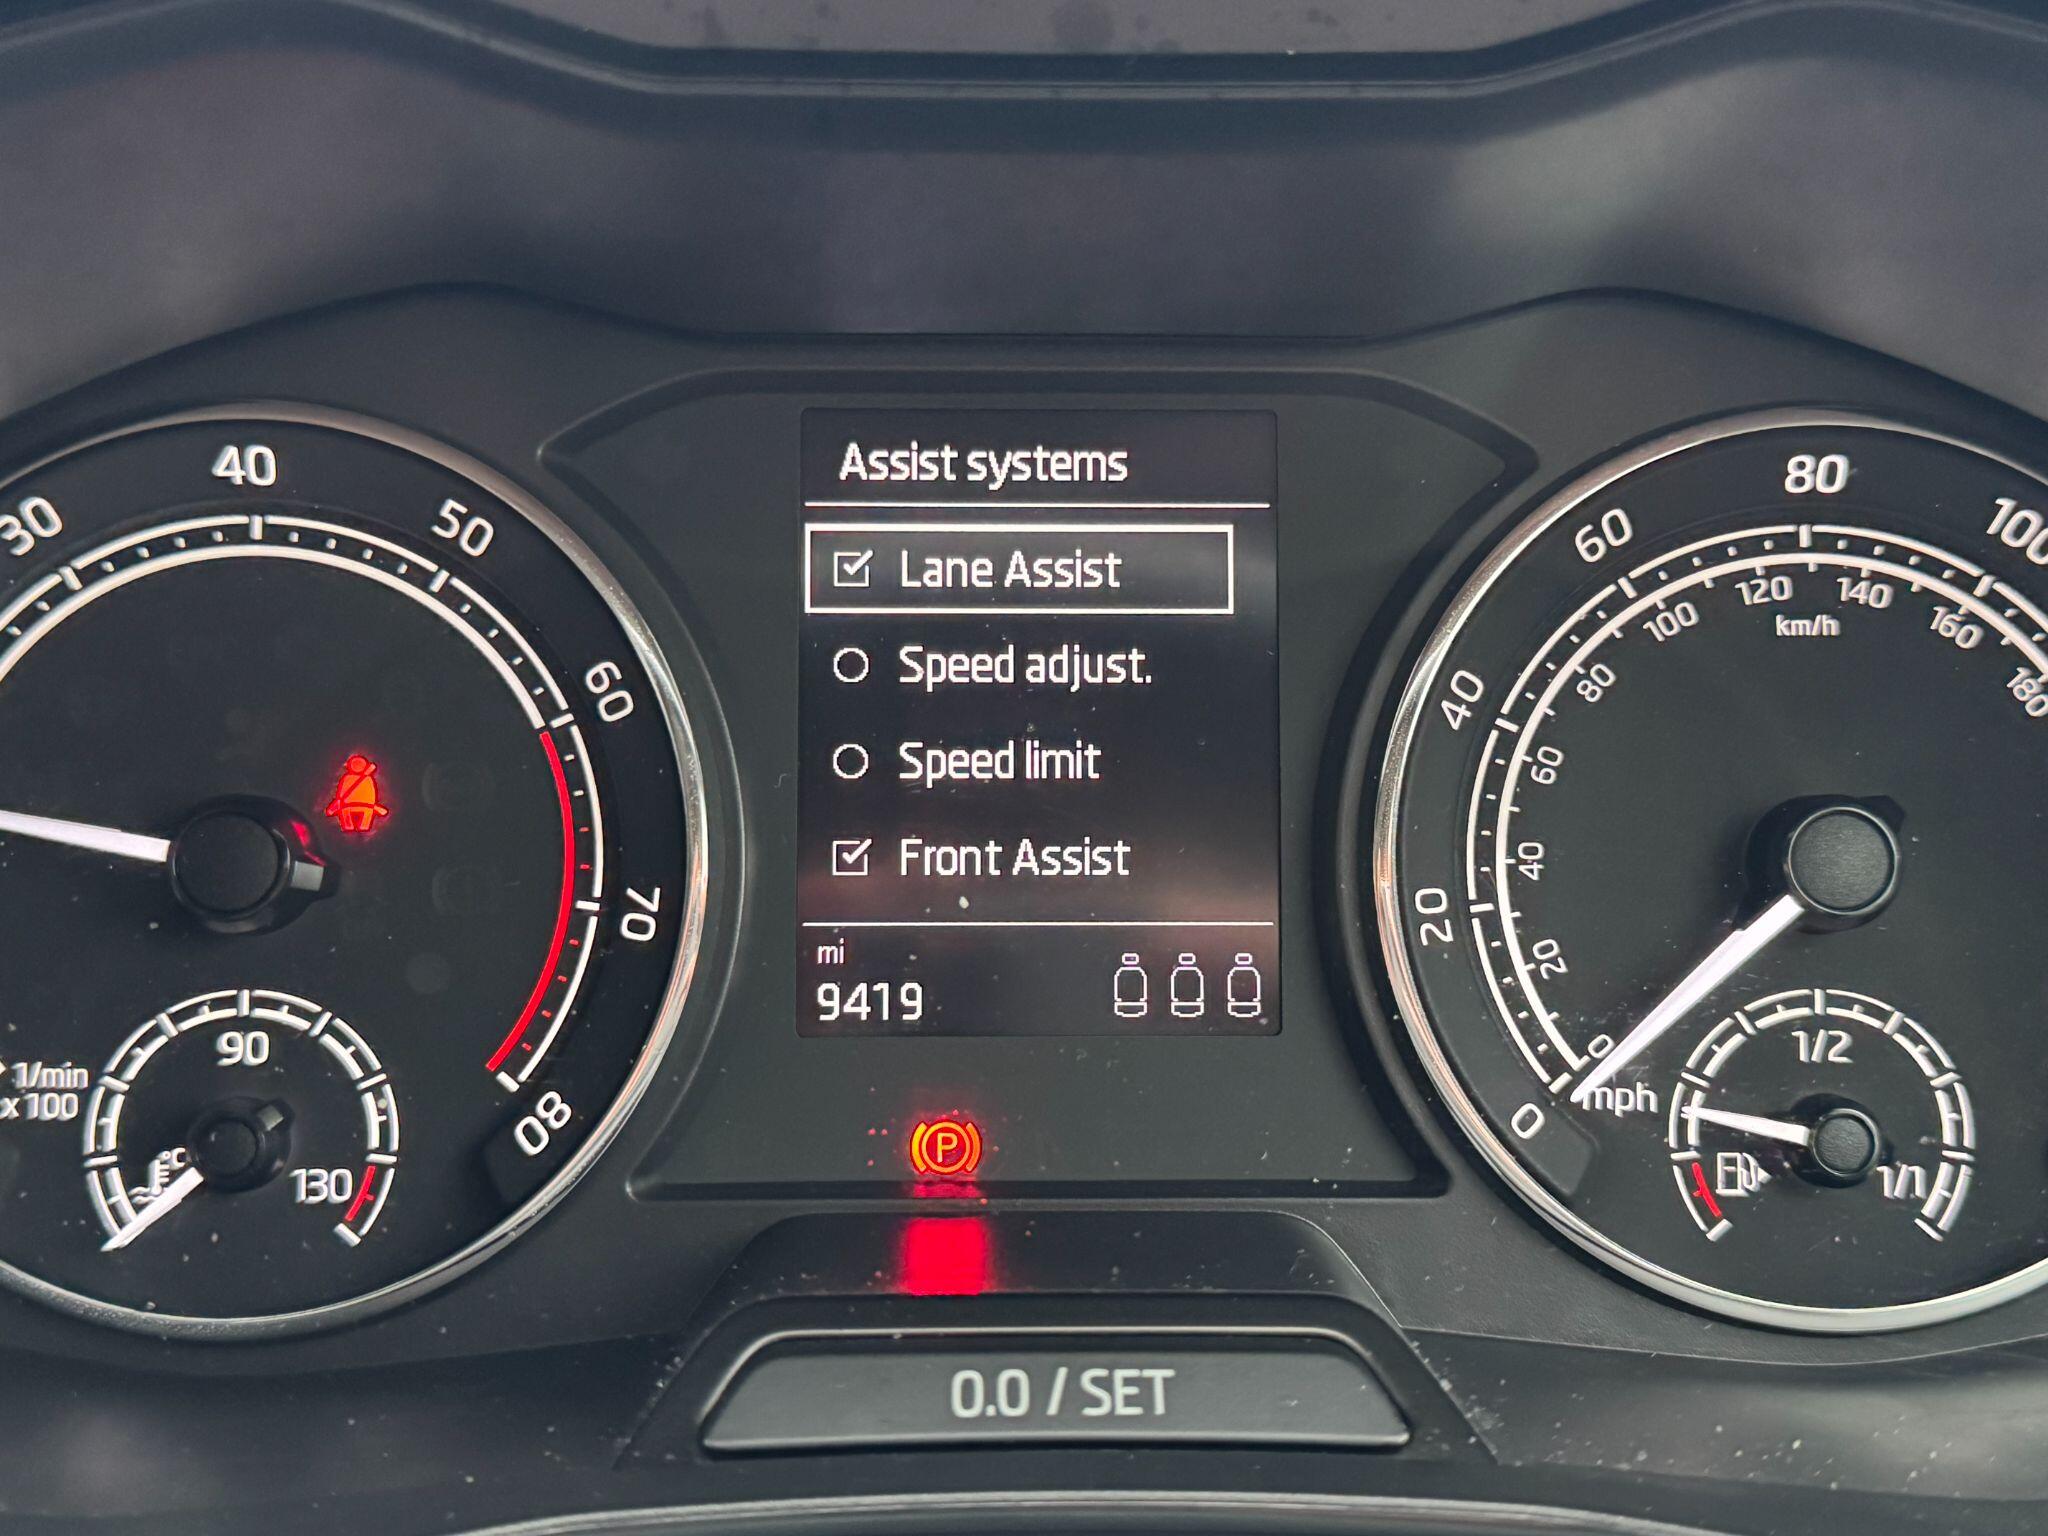 Assist systems
Lane Assist
Speed adjust.
Speed limit
Front Assist
mi
9419
30
40
50
60
70
80
1/min
x 100
90
130
°C
P
0.0 / SET
0
20
40
60
80
100
km/h
0
20
40
60
80
100
120
140
160
180
mph
1/2
1/1